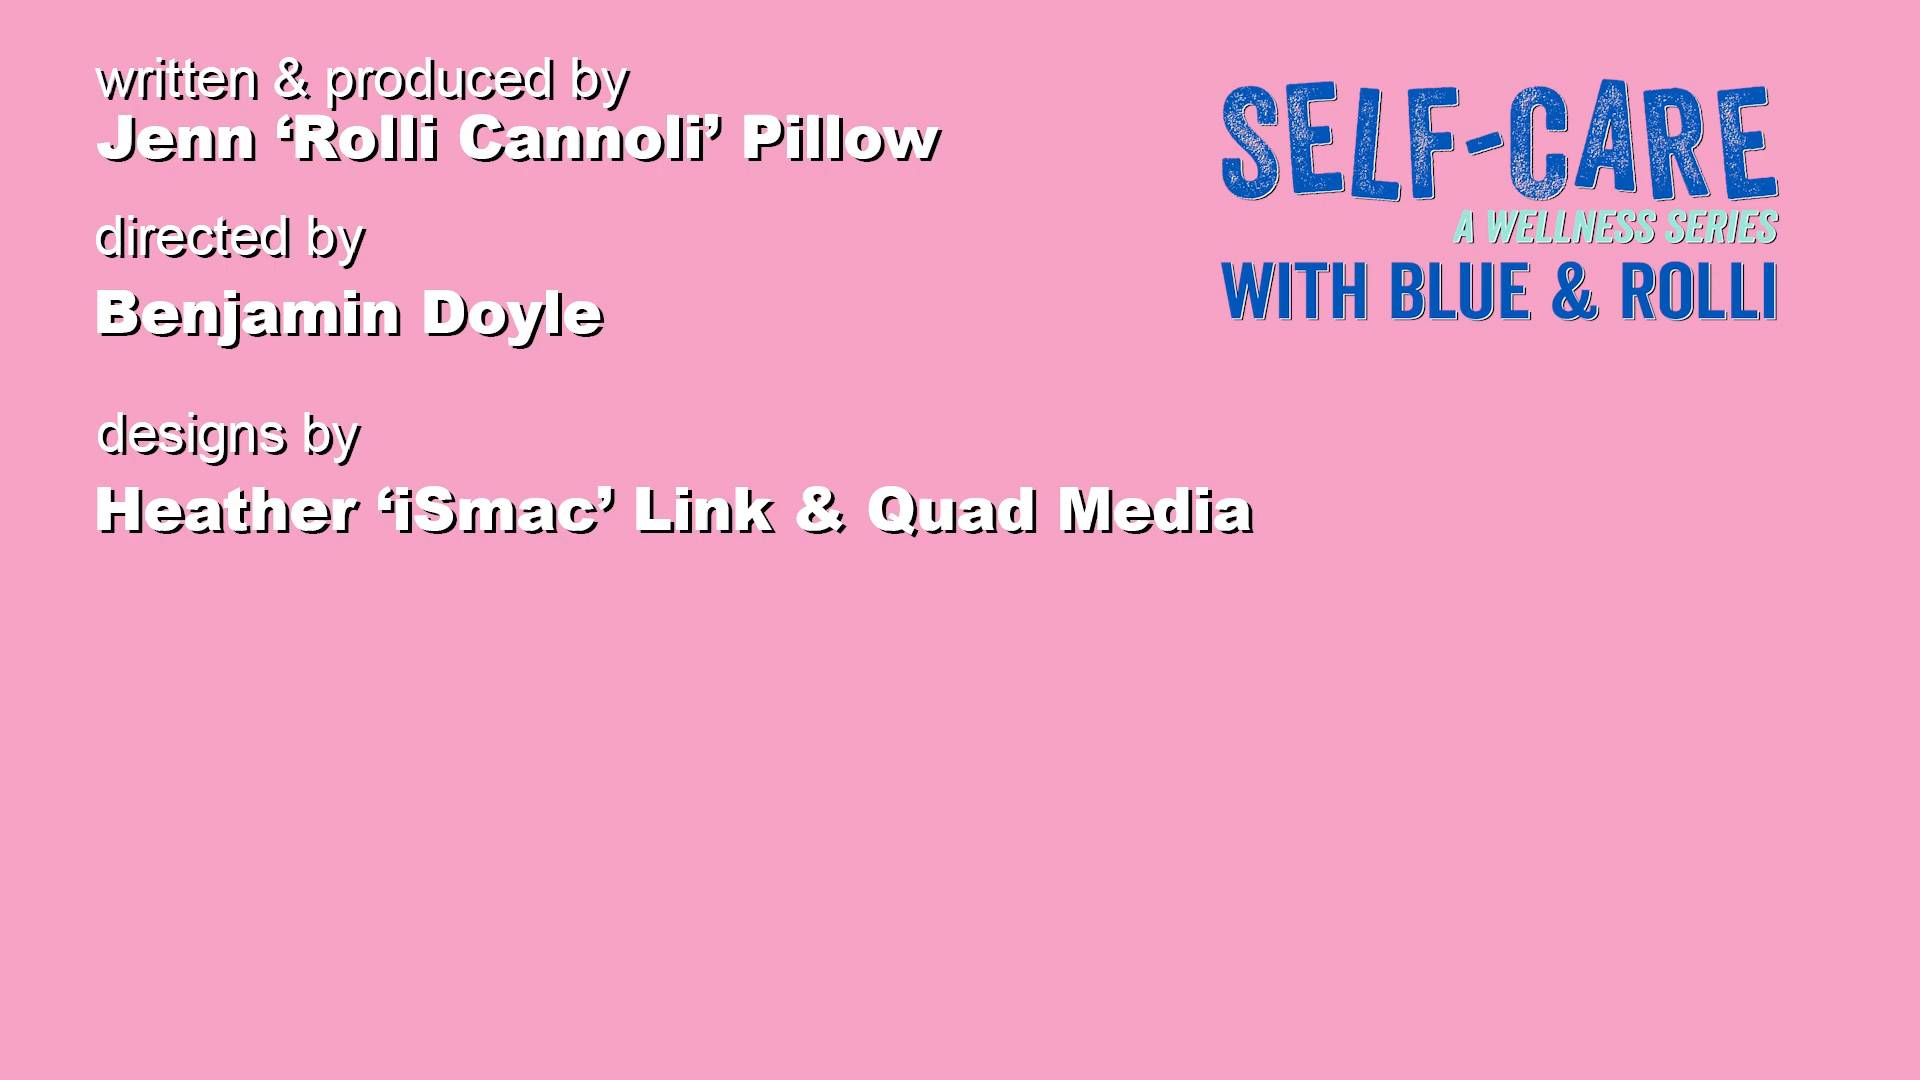 written & produced by
Jenn ‘Rolli Cannoli’ Pillow
directed by
Benjamin Doyle
designs by
Heather ‘iSmac’ Link & Quad Media
SELF-CARE
A WELLNESS SERIES
WITH BLUE & ROLLI